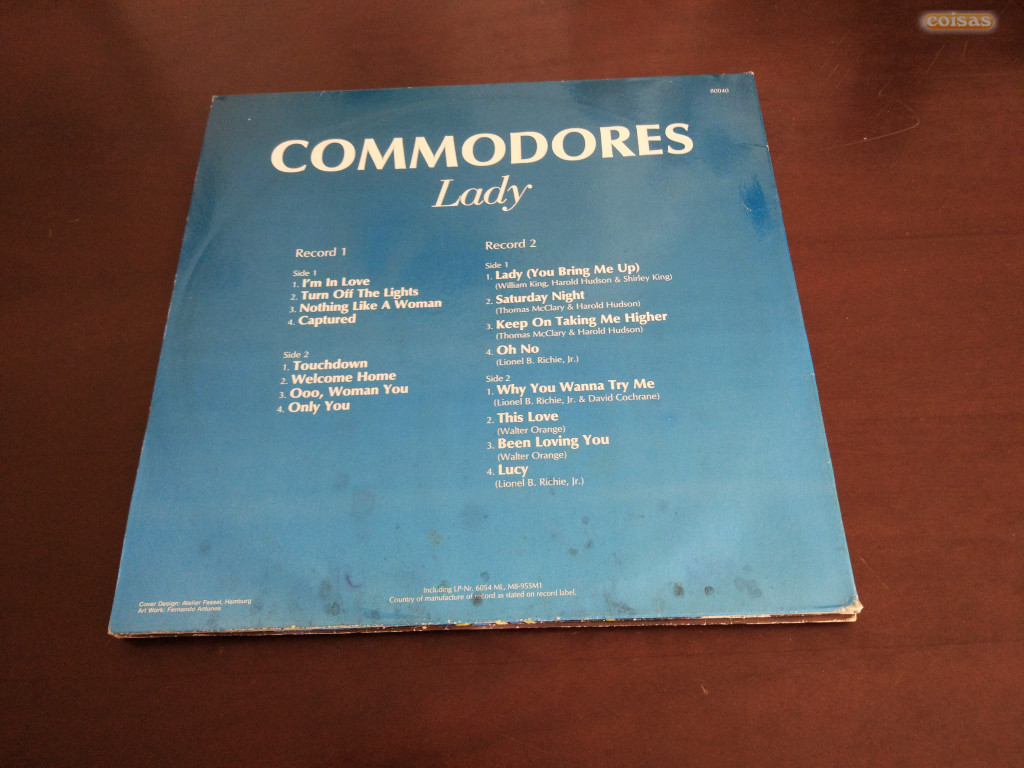 coisas
80040
COMMODORES
Lady
Record 1
Side 1
1. I'm In Love
2. Turn Off The Lights
3. Nothing Like A Woman
4. Captured
Side 2
1. Touchdown
2. Welcome Home
3. Ooo, Woman You
4. Only You
Record 2
Side 1
1. Lady (You Bring Me Up)
(William King, Harold Hudson & Shirley King)
2. Saturday Night
(Thomas McClary & Harold Hudson)
3. Keep On Taking Me Higher
(Thomas McClary & Harold Hudson)
4. Oh No
(Lionel B. Richie, Jr.)
Side 2
1. Why You Wanna Try Me
(Lionel B. Richie, Jr. & David Cochrane)
2. This Love
(Walter Orange)
3. Been Loving You
(Walter Orange)
4. Lucy
(Lionel B. Richie, Jr.)
Including LP-Nr. 6054 ML, M8-955M1
Country of manufacture of record as stated on record label.
Cover Design: Atelier Fessel, Hamburg
Art Work: Fernando Antunes